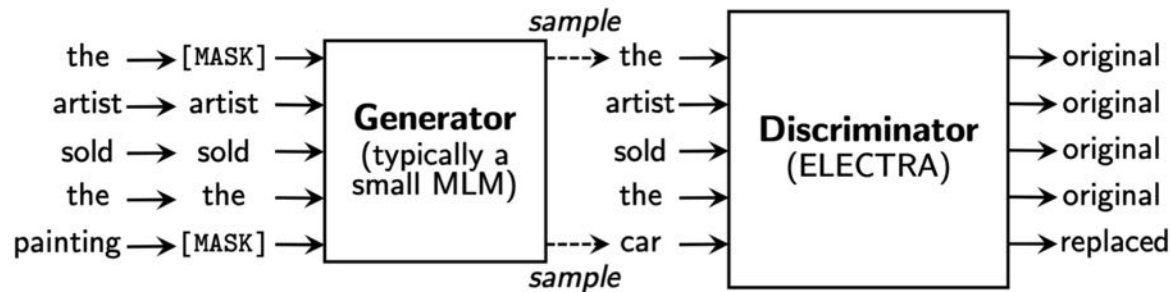 sample
the [MASK] the original
artist artist artist original
Generator
(typically a
small MLM)
Discriminator
(ELECTRA)
sold sold sold original
the the the original
painting [MASK] car replaced
sample